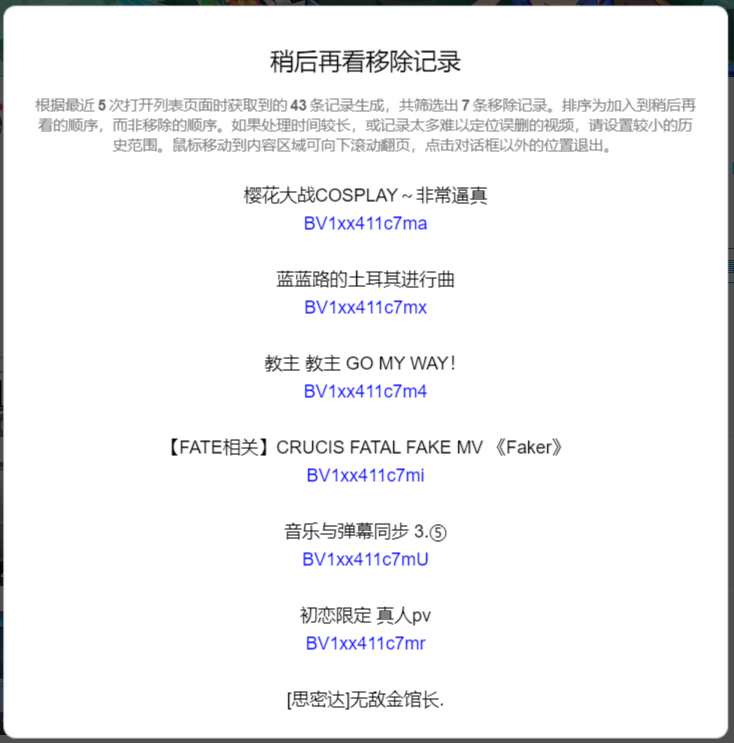 稍后再看移除记录
根据最近 5 次打开列表页面时获取到的 43 条记录生成，共筛选出 7 条移除记录。排序为加入到稍后再
看的顺序，而非移除的顺序。如果处理时间较长，或记录太多难以定位误删的视频，请设置较小的历
史范围。鼠标移动到内容区域可向下滚动翻页，点击对话框以外的位置退出。
樱花大战COSPLAY～非常逼真
BV1xx411c7ma
蓝蓝路的土耳其进行曲
BV1xx411c7mx
教主 教主 GO MY WAY！
BV1xx411c7m4
【FATE相关】CRUCIS FATAL FAKE MV 《Faker》
BV1xx411c7mi
音乐与弹幕同步 3.⑤
BV1xx411c7mU
初恋限定 真人pv
BV1xx411c7mr
[思密达]无敌金馆长.